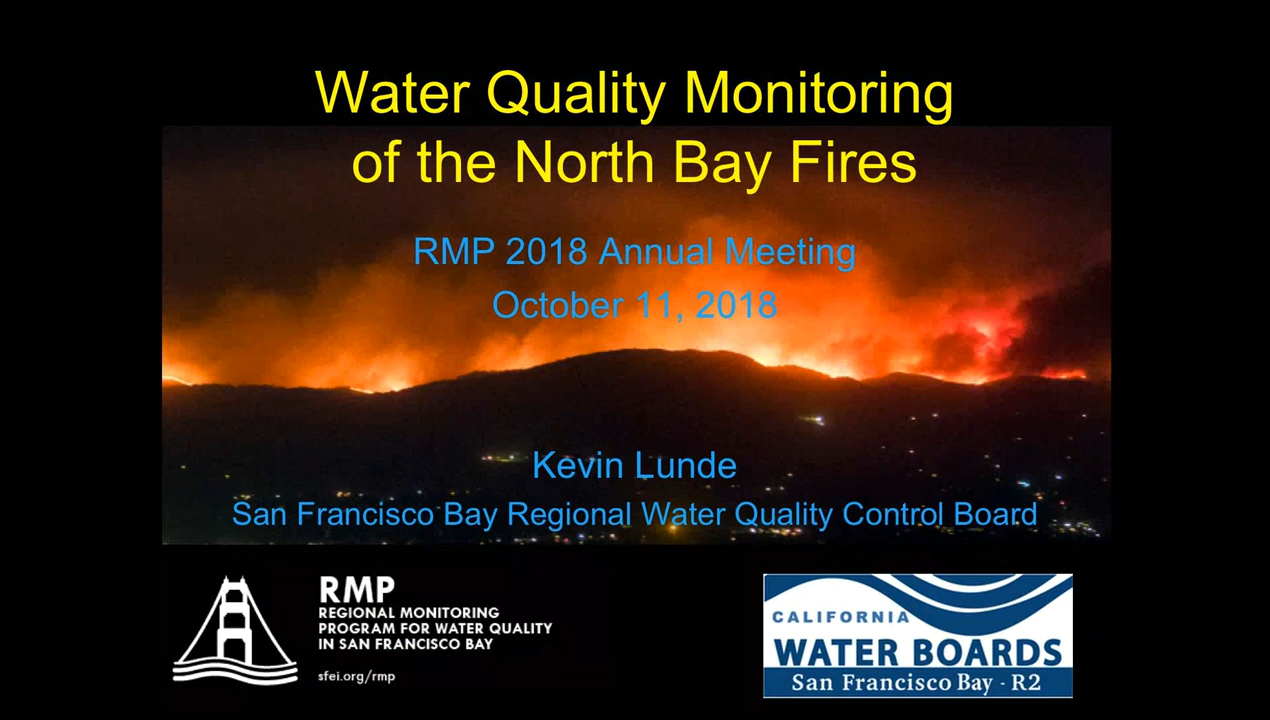 Water Quality Monitoring
of the North Bay Fires
RMP 2018 Annual Meeting
October 11, 2018
Kevin Lunde
San Francisco Bay Regional Water Quality Control Board
RMP
REGIONAL MONITORING
PROGRAM FOR WATER QUALITY
IN SAN FRANCISCO BAY
sfei.org/rmp
CALIFORNIA
WATER BOARDS
San Francisco Bay - R2